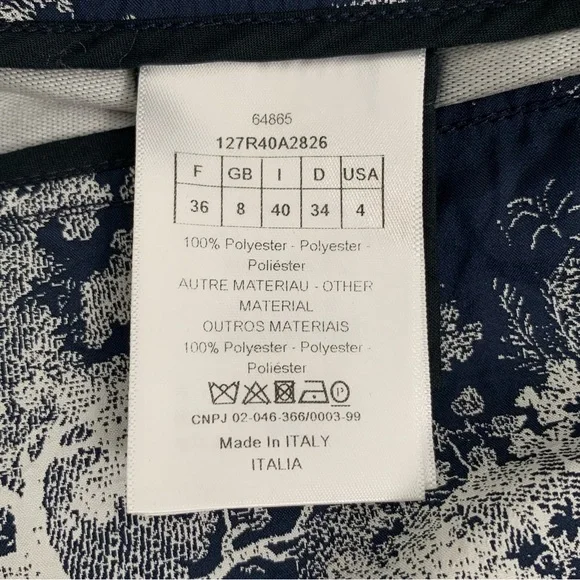 64865
127R40A2826
F GB I D USA
36 8 40 34 4
100% Polyester - Polyester -
Poliéster
AUTRE MATERIAU - OTHER
MATERIAL
OUTROS MATERIAIS
100% Polyester - Polyester -
Poliéster
P
CNPJ 02-046-366/0003-99
Made In ITALY
ITALIA